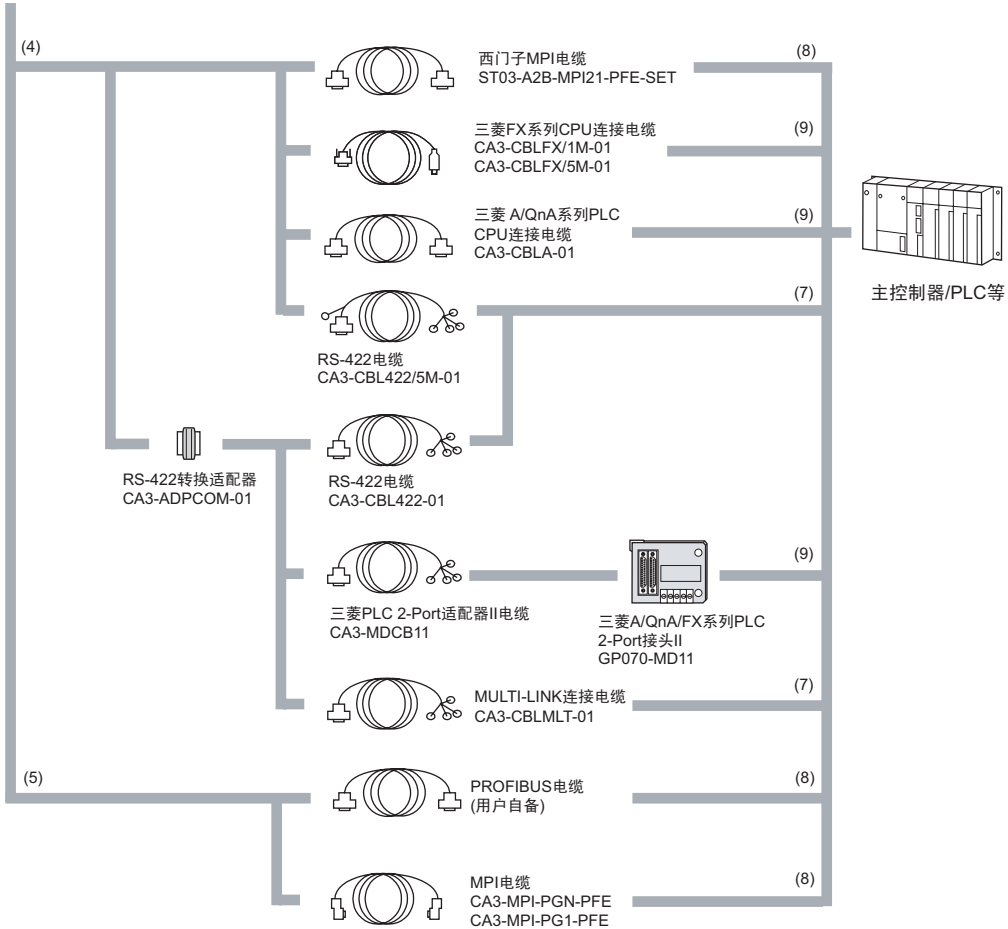 (4)
西门子MPI电缆
ST03-A2B-MPI21-PFE-SET
(8)
三菱FX系列CPU连接电缆
CA3-CBLFX/1M-01
CA3-CBLFX/5M-01
(9)
三菱 A/QnA系列PLC
CPU连接电缆
CA3-CBLA-01
(9)
主控制器/PLC等
(7)
RS-422电缆
CA3-CBL422/5M-01
RS-422转换适配器
CA3-ADPCOM-01
RS-422电缆
CA3-CBL422-01
(9)
三菱PLC 2-Port适配器II电缆
CA3-MDCB11
三菱A/QnA/FX系列PLC
2-Port接头II
GP070-MD11
MULTI-LINK连接电缆
CA3-CBLMLT-01
(7)
(5)
PROFIBUS电缆
(用户自备)
(8)
MPI电缆
CA3-MPI-PGN-PFE
CA3-MPI-PG1-PFE
(8)